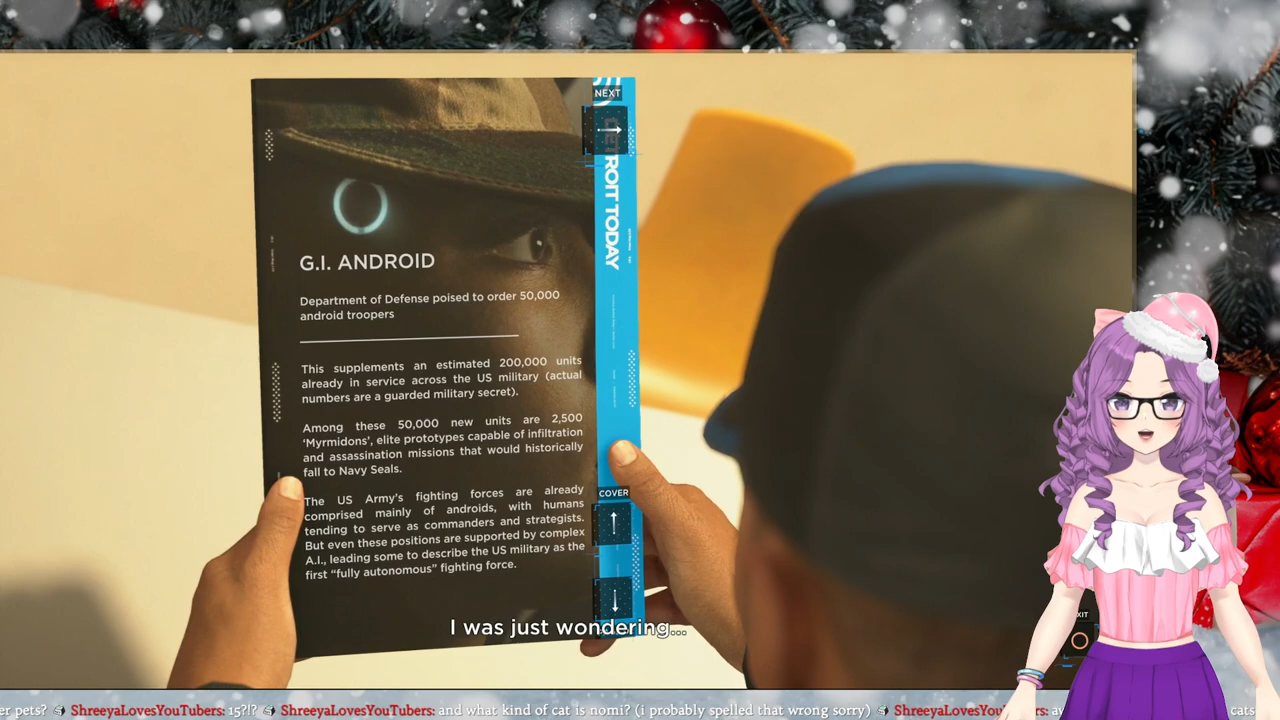 NEXT
DETROIT TODAY
G.I. ANDROID
Department of Defense poised to order 50,000
android troopers
This supplements an estimated 200,000 units
already in service across the US military (actual
numbers are a guarded military secret).
Among these 50,000 new units are 2,500
‘Myrmidons’, elite prototypes capable of infiltration
and assassination missions that would historically
fall to Navy Seals.
The US Army’s fighting forces are already
comprised mainly of androids, with humans
tending to serve as commanders and strategists.
But even these positions are supported by complex
A.I., leading some to describe the US military as the
first “fully autonomous” fighting force.
COVER
I was just wondering...
XIT
er pets? ShreeyaLovesYouTubers: 15?!? ShreeyaLovesYouTubers: and what kind of cat is nomi? (i probably spelled that wrong sorry) ShreeyaLovesYou cats